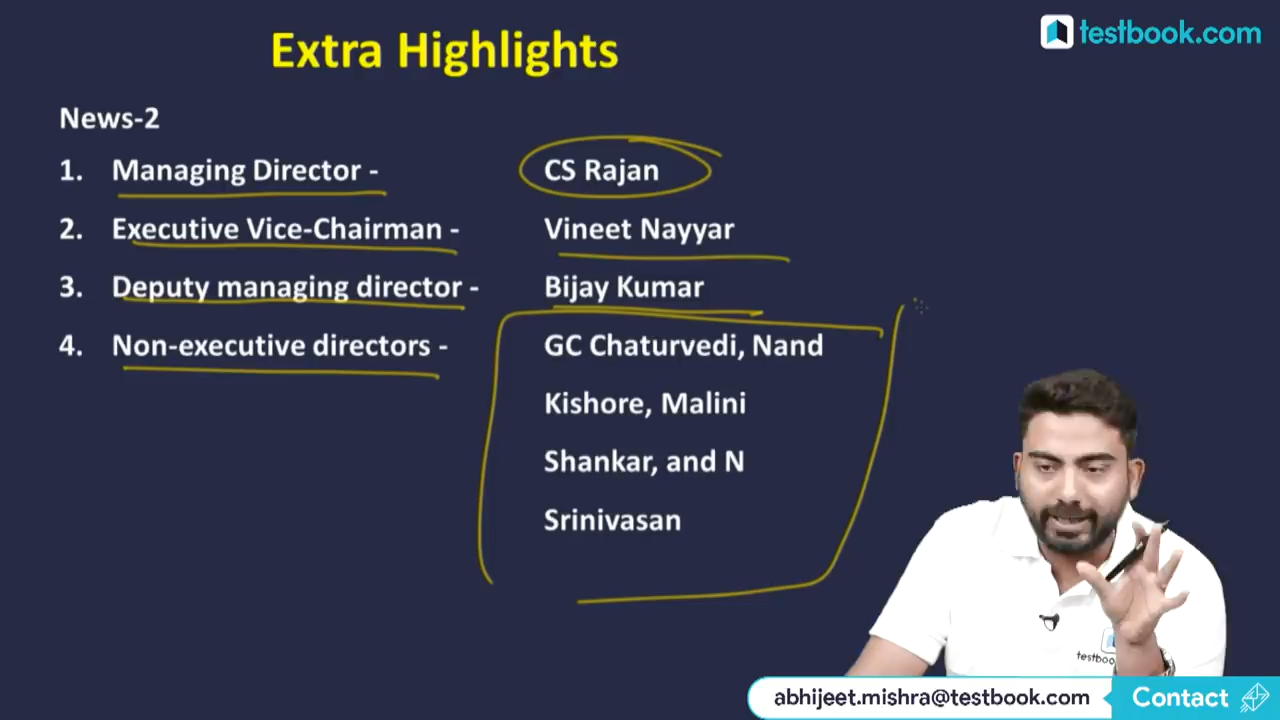 testbook.com
Extra Highlights
News-2
1. Managing Director - CS Rajan
2. Executive Vice-Chairman - Vineet Nayyar
3. Deputy managing director - Bijay Kumar
4. Non-executive directors - GC Chaturvedi, Nand
Kishore, Malini
Shankar, and N
Srinivasan
abhijeet.mishra@testbook.com Contact